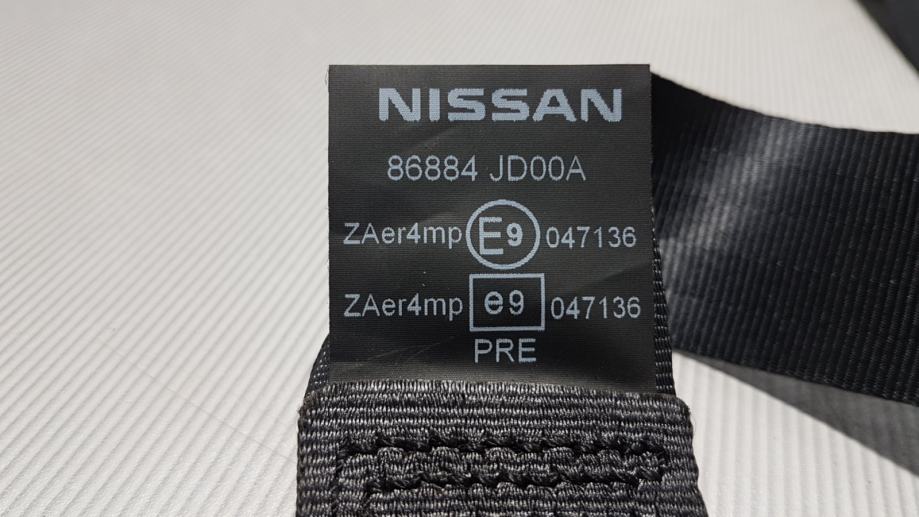 NISSAN
86884 JD00A
ZAer4mp E9 047136
ZAer4mp e9 047136
PRE